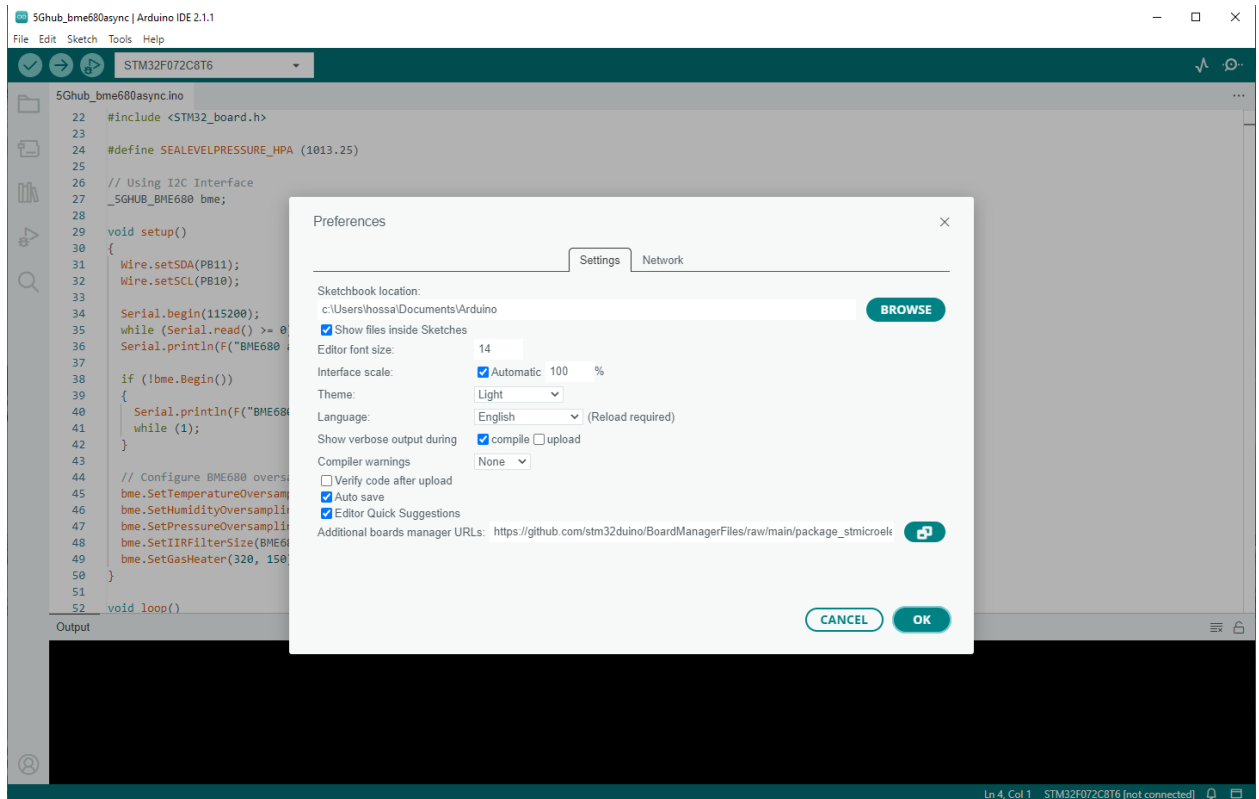 5Ghub_bme680async | Arduino IDE 2.1.1
File Edit Sketch Tools Help
STM32F072C8T6
5Ghub_bme680async.ino
22 #include <STM32_board.h>
23
24 #define SEALEVELPRESSURE_HPA (1013.25)
25
26 // Using I2C Interface
27 _5GHUB_BME680 bme;
28
29 void setup()
30 {
31 Wire.setSDA(PB11);
32 Wire.setSCL(PB10);
33
34 Serial.begin(115200);
35 while (Serial.read() >= 0
36 Serial.println(F("BME680 a
37
38 if (!bme.Begin())
39 {
40 Serial.println(F("BME680
41 while (1);
42 }
43
44 // Configure BME680 oversa
45 bme.SetTemperatureOversamp
46 bme.SetHumidityOversamplin
47 bme.SetPressureOversamplin
48 bme.SetIIRFilterSize(BME68
49 bme.SetGasHeater(320, 150
50 }
51
52 void loop()
Preferences
Settings Network
Sketchbook location:
c:\Users\hossa\Documents\Arduino
BROWSE
Show files inside Sketches
Editor font size: 14
Interface scale: Automatic 100 %
Theme: Light
Language: English (Reload required)
Show verbose output during compile upload
Compiler warnings None
Verify code after upload
Auto save
Editor Quick Suggestions
Additional boards manager URLs: https://github.com/stm32duino/BoardManagerFiles/raw/main/package_stmicroele
CANCEL OK
Output
Ln 4, Col 1 STM32F072C8T6 [not connected]